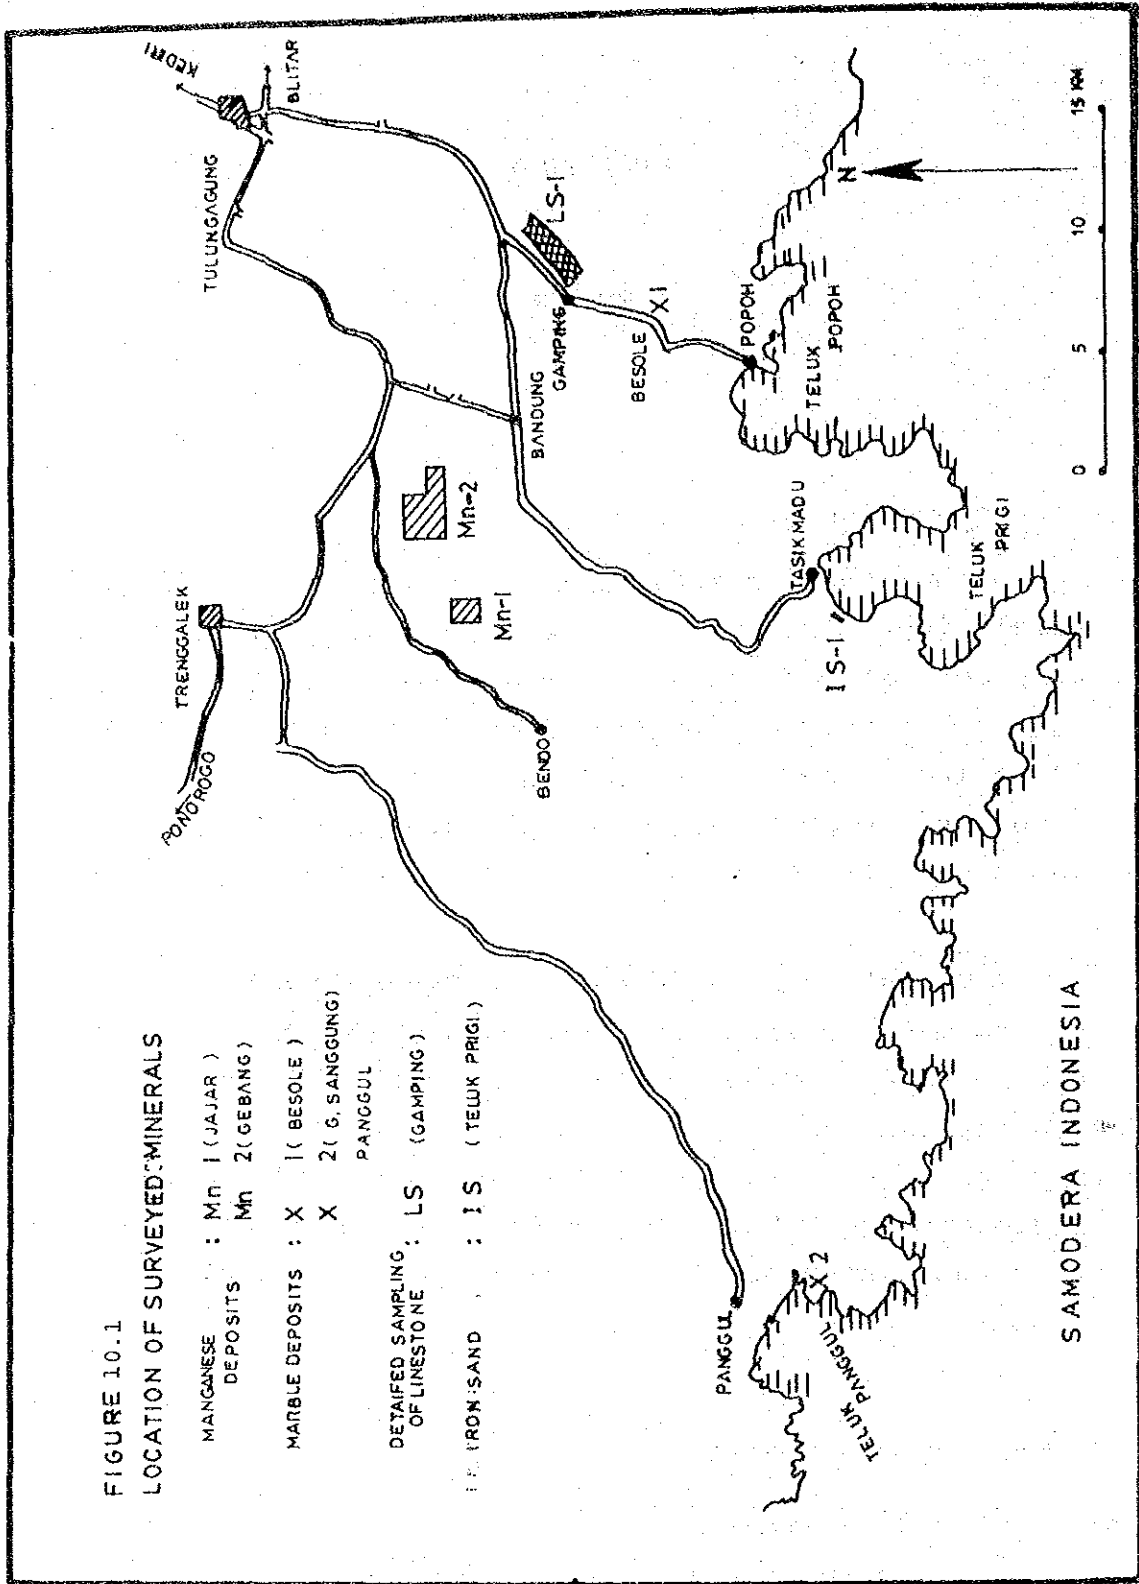 FIGURE 10.1
LOCATION OF SURVEYED MINERALS
MANGANESE DEPOSITS : Mn 1 (JAJAR)
Mn 2 (GEBANG)
MARBLE DEPOSITS : X 1 (BESOLE)
X 2 (G. SANGGUNG)
PANGGUL
DETAIFED SAMPLING OF LINESTONE : LS (GAMPING)
IRON SAND : IS (TELUK PRIGI)
PONOROGO
TRENGGALEK
TULUNGAGUNG
KEDIRI
BLITAR
Mn-1
Mn-2
BENDO
BANDUNG
GAMPING
LS-1
BESOLE
X 1
POPOH
TELUX
POPOH
TASIKMADU
IS-1
TELUK
PRIGI
PANGGUL
X 2
TELUK PANGGUL
SAMODERA INDONESIA
N
0 5 10 15 KM